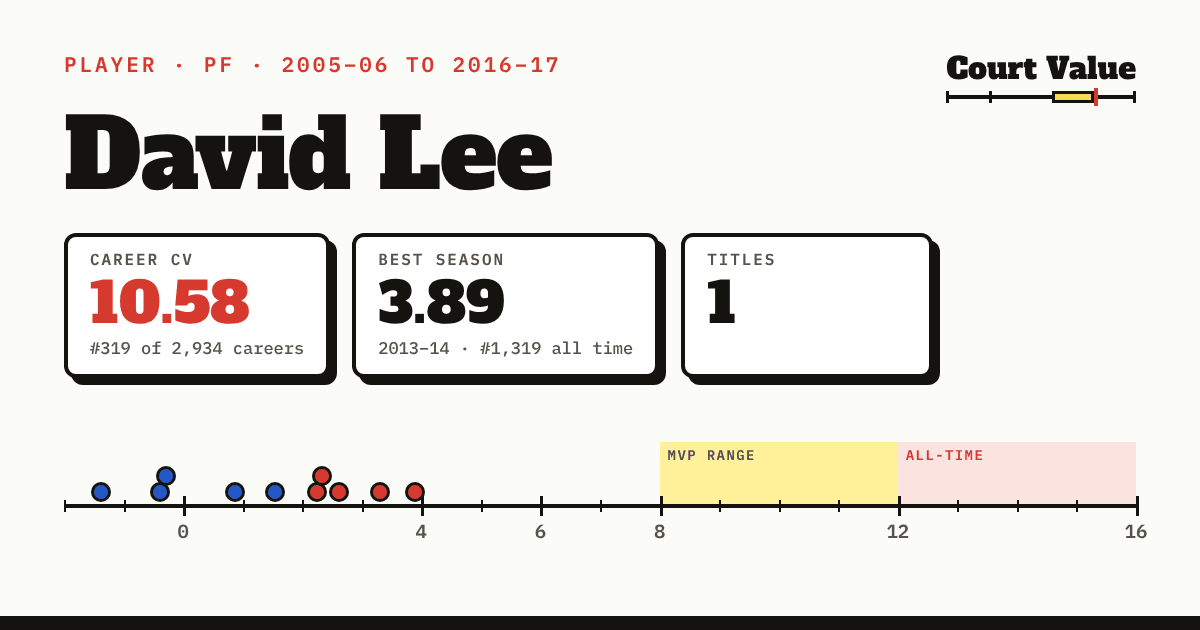 PLAYER · PF · 2005–06 TO 2016–17
Court Value
David Lee
CAREER CV
10.58
#319 of 2,934 careers
BEST SEASON
3.89
2013–14 · #1,319 all time
TITLES
1
MVP RANGE
ALL-TIME
0 4 6 8 12 16